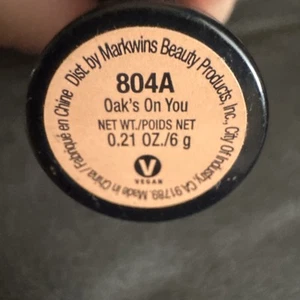 Dist. by Markwins Beauty Products, Inc., City Of Industry, CA 91789. Made in China / Fabriqué en Chine
804A
Oak's On You
NET WT./POIDS NET
0.21 OZ./6 g
V
VEGAN